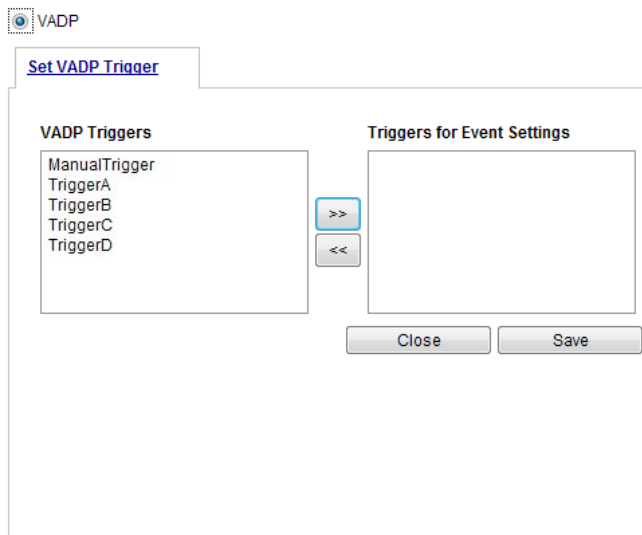 VADP
Set VADP Trigger
VADP Triggers
Triggers for Event Settings
ManualTrigger
TriggerA
TriggerB
TriggerC
TriggerD
>>
<<
Close
Save